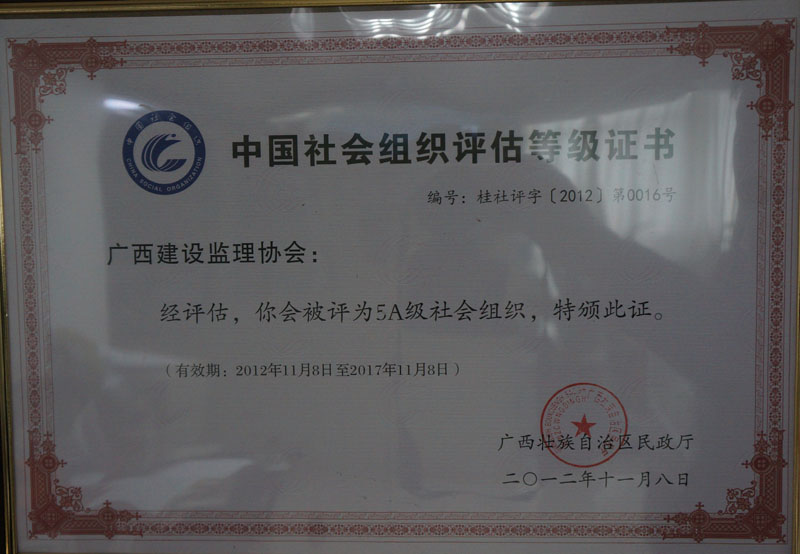 中国社会组织评估等级证书
CHINA SOCIAL ORGANIZATION
编号：桂社评字〔2012〕第0016号
广西建设监理协会：
经评估，你会被评为5A级社会组织，特颁此证。
（有效期：2012年11月8日至2017年11月8日）
广西壮族自治区民政厅
二〇一二年十一月八日